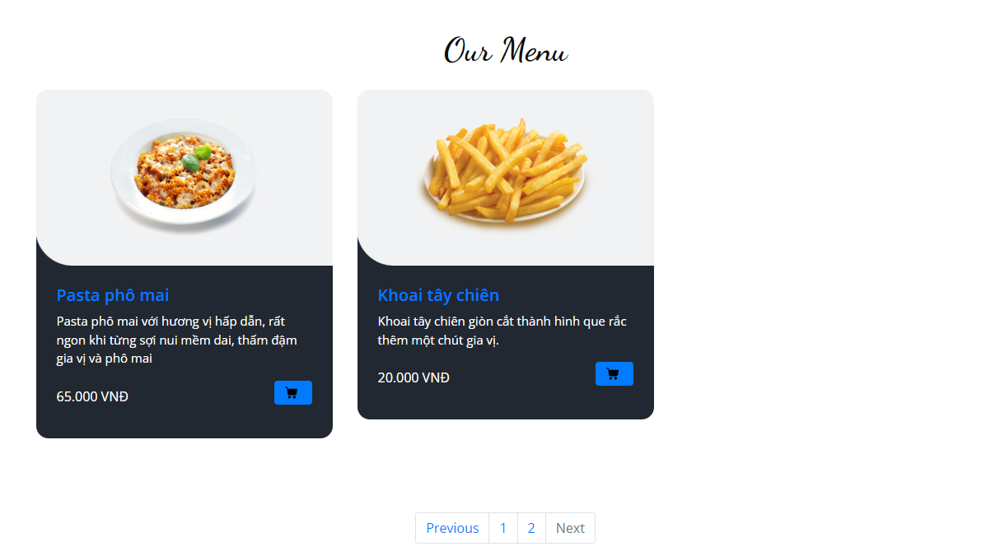 Our Menu
Pasta phô mai
Pasta phô mai với hương vị hấp dẫn, rất
ngon khi từng sợi nui mềm dai, thấm đậm
gia vị và phô mai
65.000 VNĐ
Khoai tây chiên
Khoai tây chiên giòn cắt thành hình que rắc
thêm một chút gia vị.
20.000 VNĐ
Previous 1 2 Next